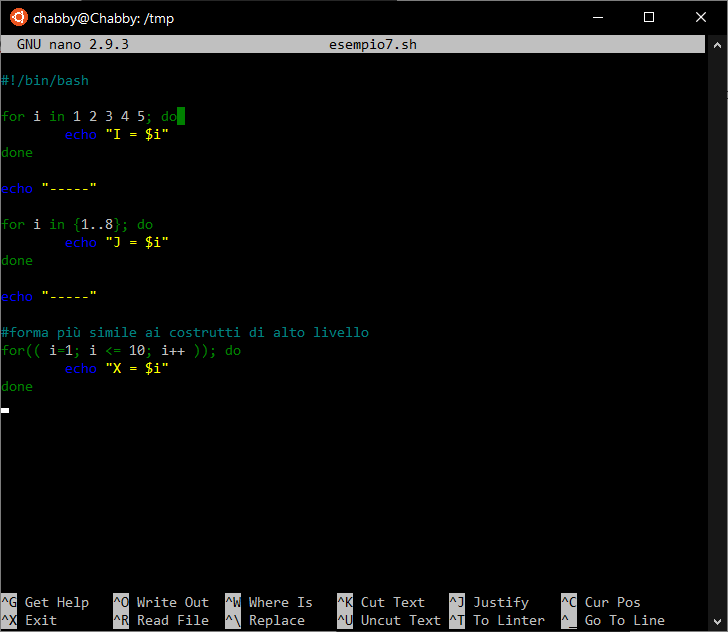 chabby@Chabby: /tmp
GNU nano 2.9.3 esempio7.sh
#!/bin/bash
for i in 1 2 3 4 5; do
echo "I = $i"
done
echo "-----"
for i in {1..8}; do
echo "J = $i"
done
echo "-----"
#forma più simile ai costrutti di alto livello
for(( i=1; i <= 10; i++ )); do
echo "X = $i"
done
^G Get Help ^O Write Out ^W Where Is ^K Cut Text ^J Justify ^C Cur Pos
^X Exit ^R Read File ^\ Replace ^U Uncut Text ^T To Linter ^_ Go To Line